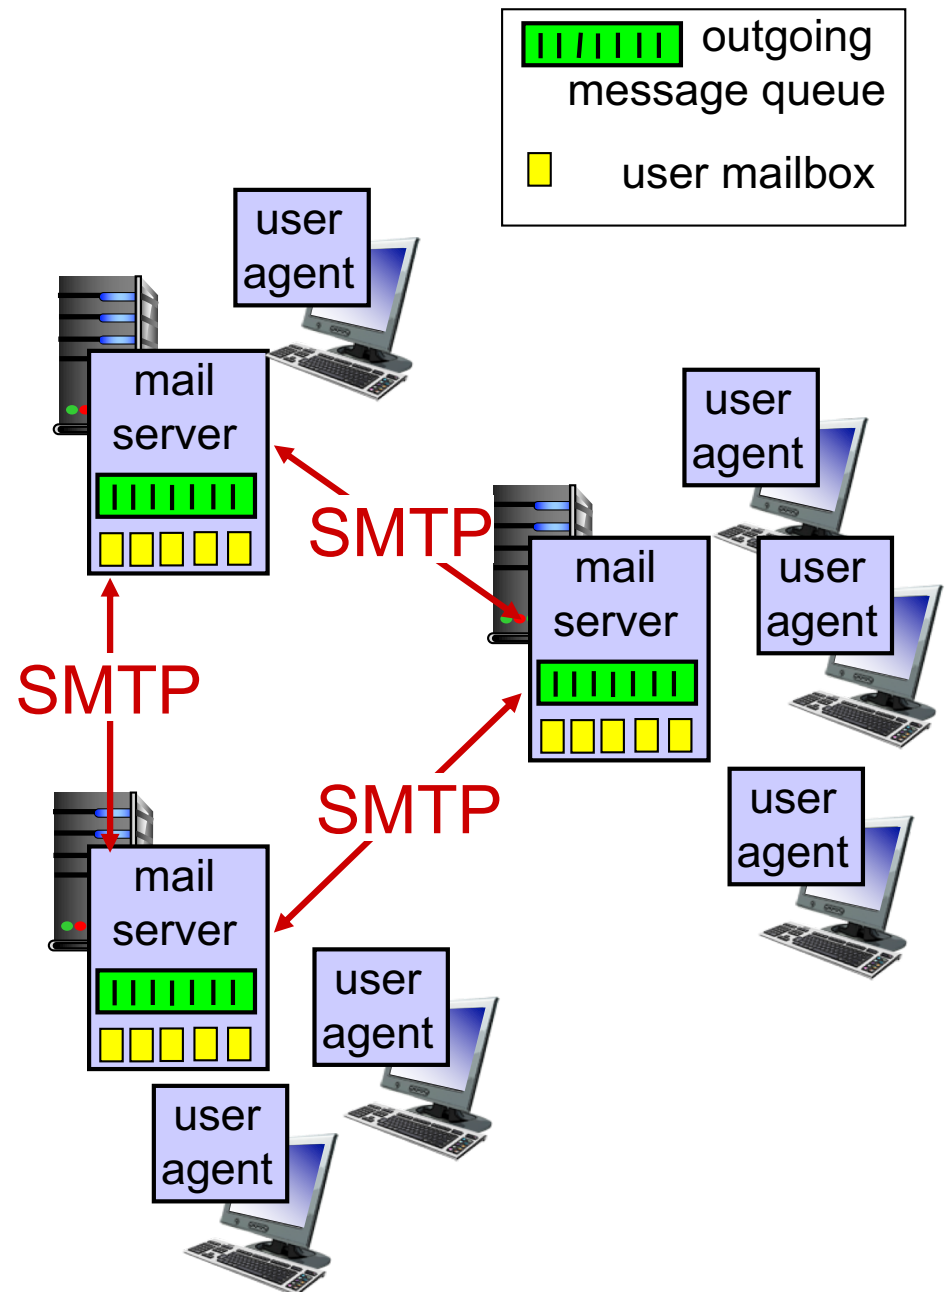 outgoing
message queue
user mailbox
user
agent
mail
server
SMTP
user
agent
mail
server
user
agent
SMTP
SMTP
user
agent
mail
server
user
agent
user
agent